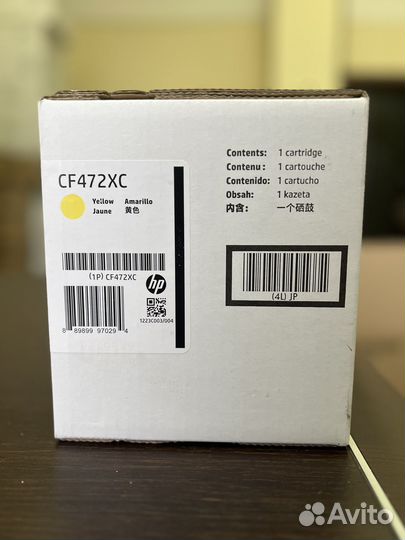 CF472XC
Yellow Amarillo
Jaune 黄色
(1P) CF472XC
hp
1223C003/004
8 89899 97029 4
Contents: 1 cartridge
Contenu : 1 cartouche
Contenido: 1 cartucho
Obsah: 1 kazeta
内含: 一个硒鼓
(4L) JP
Avito